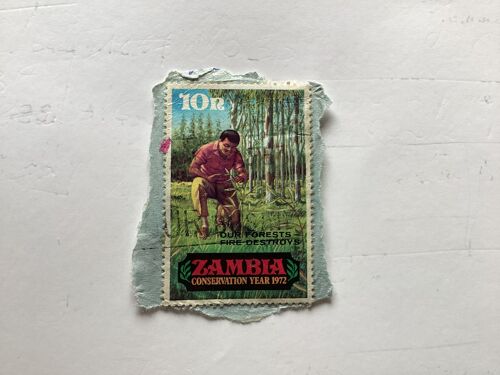 10n
OUR FORESTS –
FIRE DESTROYS
ZAMBIA
CONSERVATION YEAR 1972